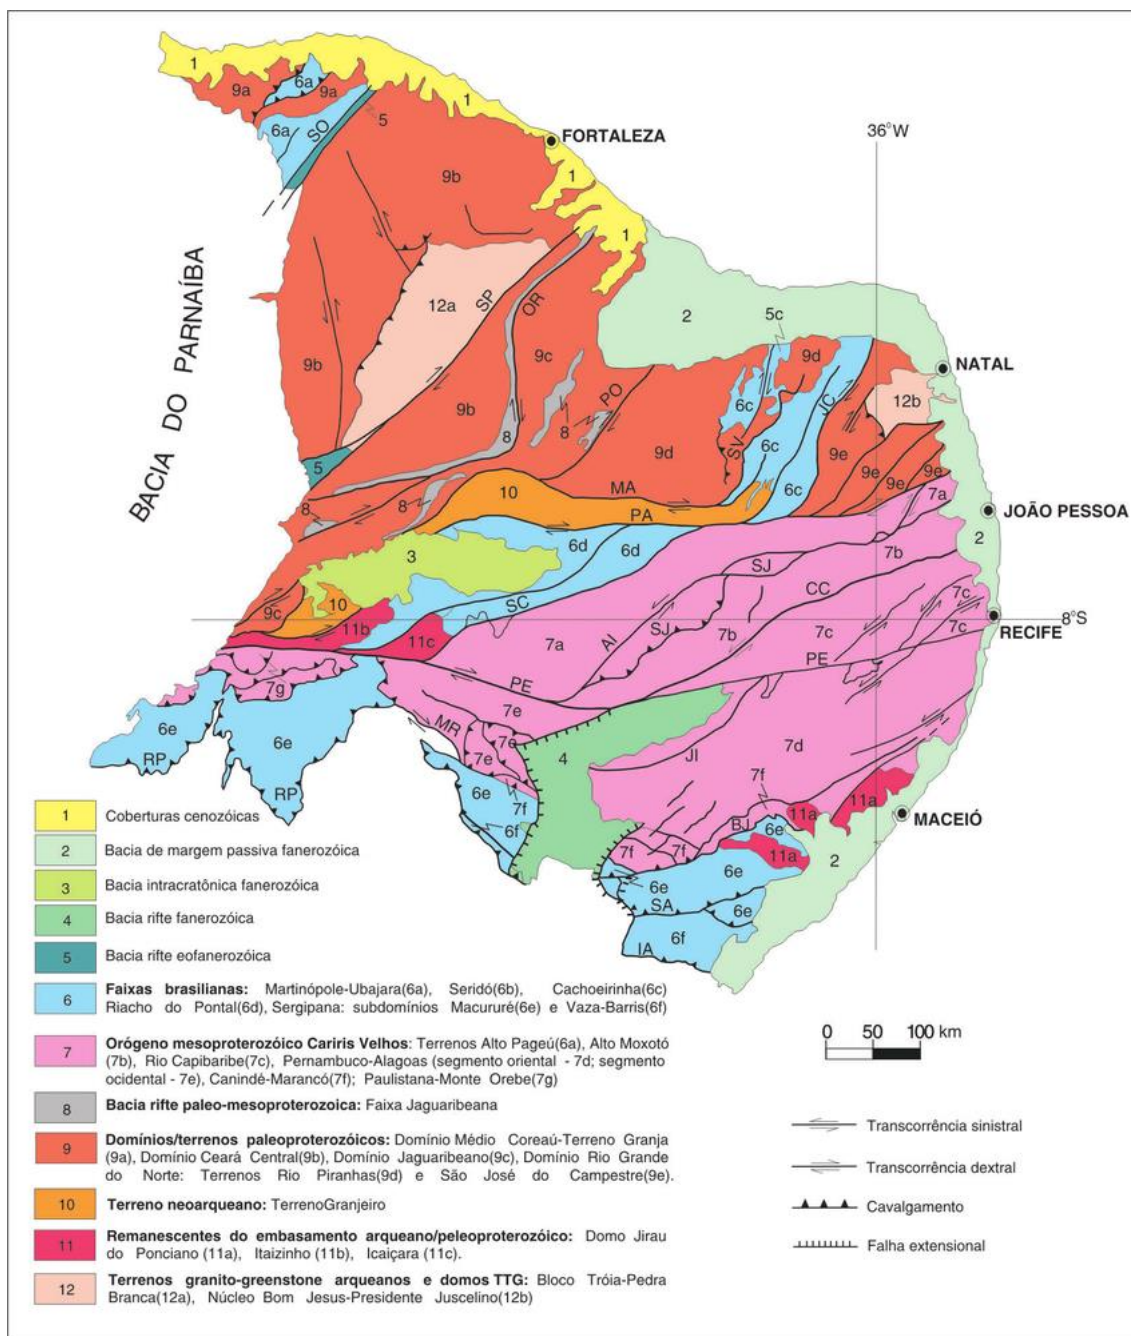 1
9a
6a
9a
1
6a
SO
5
FORTALEZA
36°W
9b
1
1
BACIA DO PARNAÍBA
12a
SP
OR
2
5c
9b
9c
9d
NATAL
6c
JC
12b
9b
8
PO
8
9d
6c
9e
9e
9e
9e
5
10
MA
6c
7a
8
8
PA
JOÃO PESSOA
3
6d
6d
7b
2
SJ
10
SC
CC
7c
9c
8°S
11b
11c
AI
SJ
7b
7c
7c
RECIFE
7a
PE
7g
PE
7e
6e
MR
7e
6e
7e
4
7d
RP
JI
RP
6e
7f
7f
11a
1
Coberturas cenozóicas
6f
BJ
6e
11a
MACEIÓ
2
Bacia de margem passiva fanerozóica
7f
7f
11a
2
3
Bacia intracratônica fanerozóica
6e
6e
SA
6e
4
Bacia rifte fanerozóica
IA
6f
5
Bacia rifte eofanerozóica
6
Faixas brasilianas: Martinópole-Ubajara(6a), Seridó(6b), Cachoeirinha(6c)
Riacho do Pontal(6d), Sergipana: subdomínios Macururé(6e) e Vaza-Barris(6f)
0 50 100 km
7
Orógeno mesoproterozóico Cariris Velhos: Terrenos Alto Pageú(6a), Alto Moxotó
(7b), Rio Capibaribe(7c), Pernambuco-Alagoas (segmento oriental - 7d; segmento
ocidental - 7e), Canindé-Marancó(7f); Paulistana-Monte Orebe(7g)
8
Bacia rifte paleo-mesoproterozoica: Faixa Jaguaribeana
9
Domínios/terrenos paleoproterozóicos: Domínio Médio Coreaú-Terreno Granja
(9a), Domínio Ceará Central(9b), Domínio Jaguaribeano(9c), Domínio Rio Grande
do Norte: Terrenos Rio Piranhas(9d) e São José do Campestre(9e).
10
Terreno neoarqueano: TerrenoGranjeiro
11
Remanescentes do embasamento arqueano/peleoproterozóico: Domo Jirau
do Ponciano (11a), Itaizinho (11b), Icaiçara (11c).
12
Terrenos granito-greenstone arqueanos e domos TTG: Bloco Tróia-Pedra
Branca(12a), Núcleo Bom Jesus-Presidente Juscelino(12b)
Transcorrência sinistral
Transcorrência dextral
Cavalgamento
Falha extensional